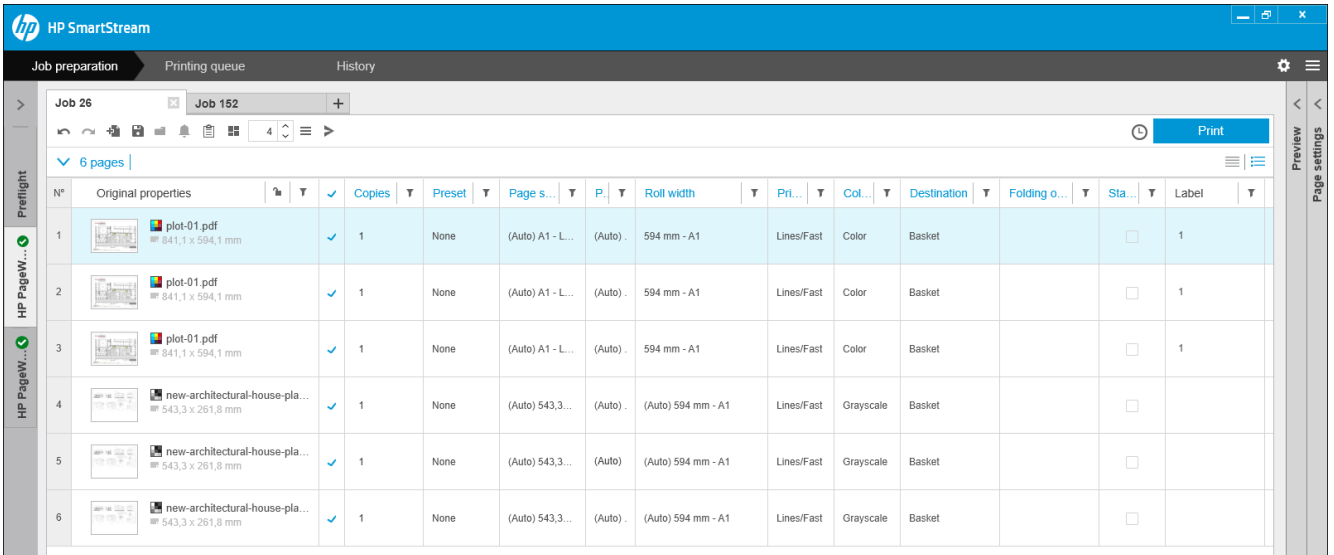 hp HP SmartStream
Job preparation Printing queue History
Job 26 Job 152 +
4 Print
6 pages
N° Original properties Copies Preset Page s... P... Roll width Pri... Col... Destination Folding o... Sta... Label
1 plot-01.pdf 841,1 x 594,1 mm 1 None (Auto) A1 - L... (Auto) . 594 mm - A1 Lines/Fast Color Basket 1
2 plot-01.pdf 841,1 x 594,1 mm 1 None (Auto) A1 - L... (Auto) . 594 mm - A1 Lines/Fast Color Basket 1
3 plot-01.pdf 841,1 x 594,1 mm 1 None (Auto) A1 - L... (Auto) . 594 mm - A1 Lines/Fast Color Basket 1
4 new-architectural-house-pla... 543,3 x 261,8 mm 1 None (Auto) 543,3... (Auto) . (Auto) 594 mm - A1 Lines/Fast Grayscale Basket
5 new-architectural-house-pla... 543,3 x 261,8 mm 1 None (Auto) 543,3... (Auto) (Auto) 594 mm - A1 Lines/Fast Grayscale Basket
6 new-architectural-house-pla... 543,3 x 261,8 mm 1 None (Auto) 543,3... (Auto) . (Auto) 594 mm - A1 Lines/Fast Grayscale Basket
Preflight
HP PageW...
HP PageW...
Preview
Page settings